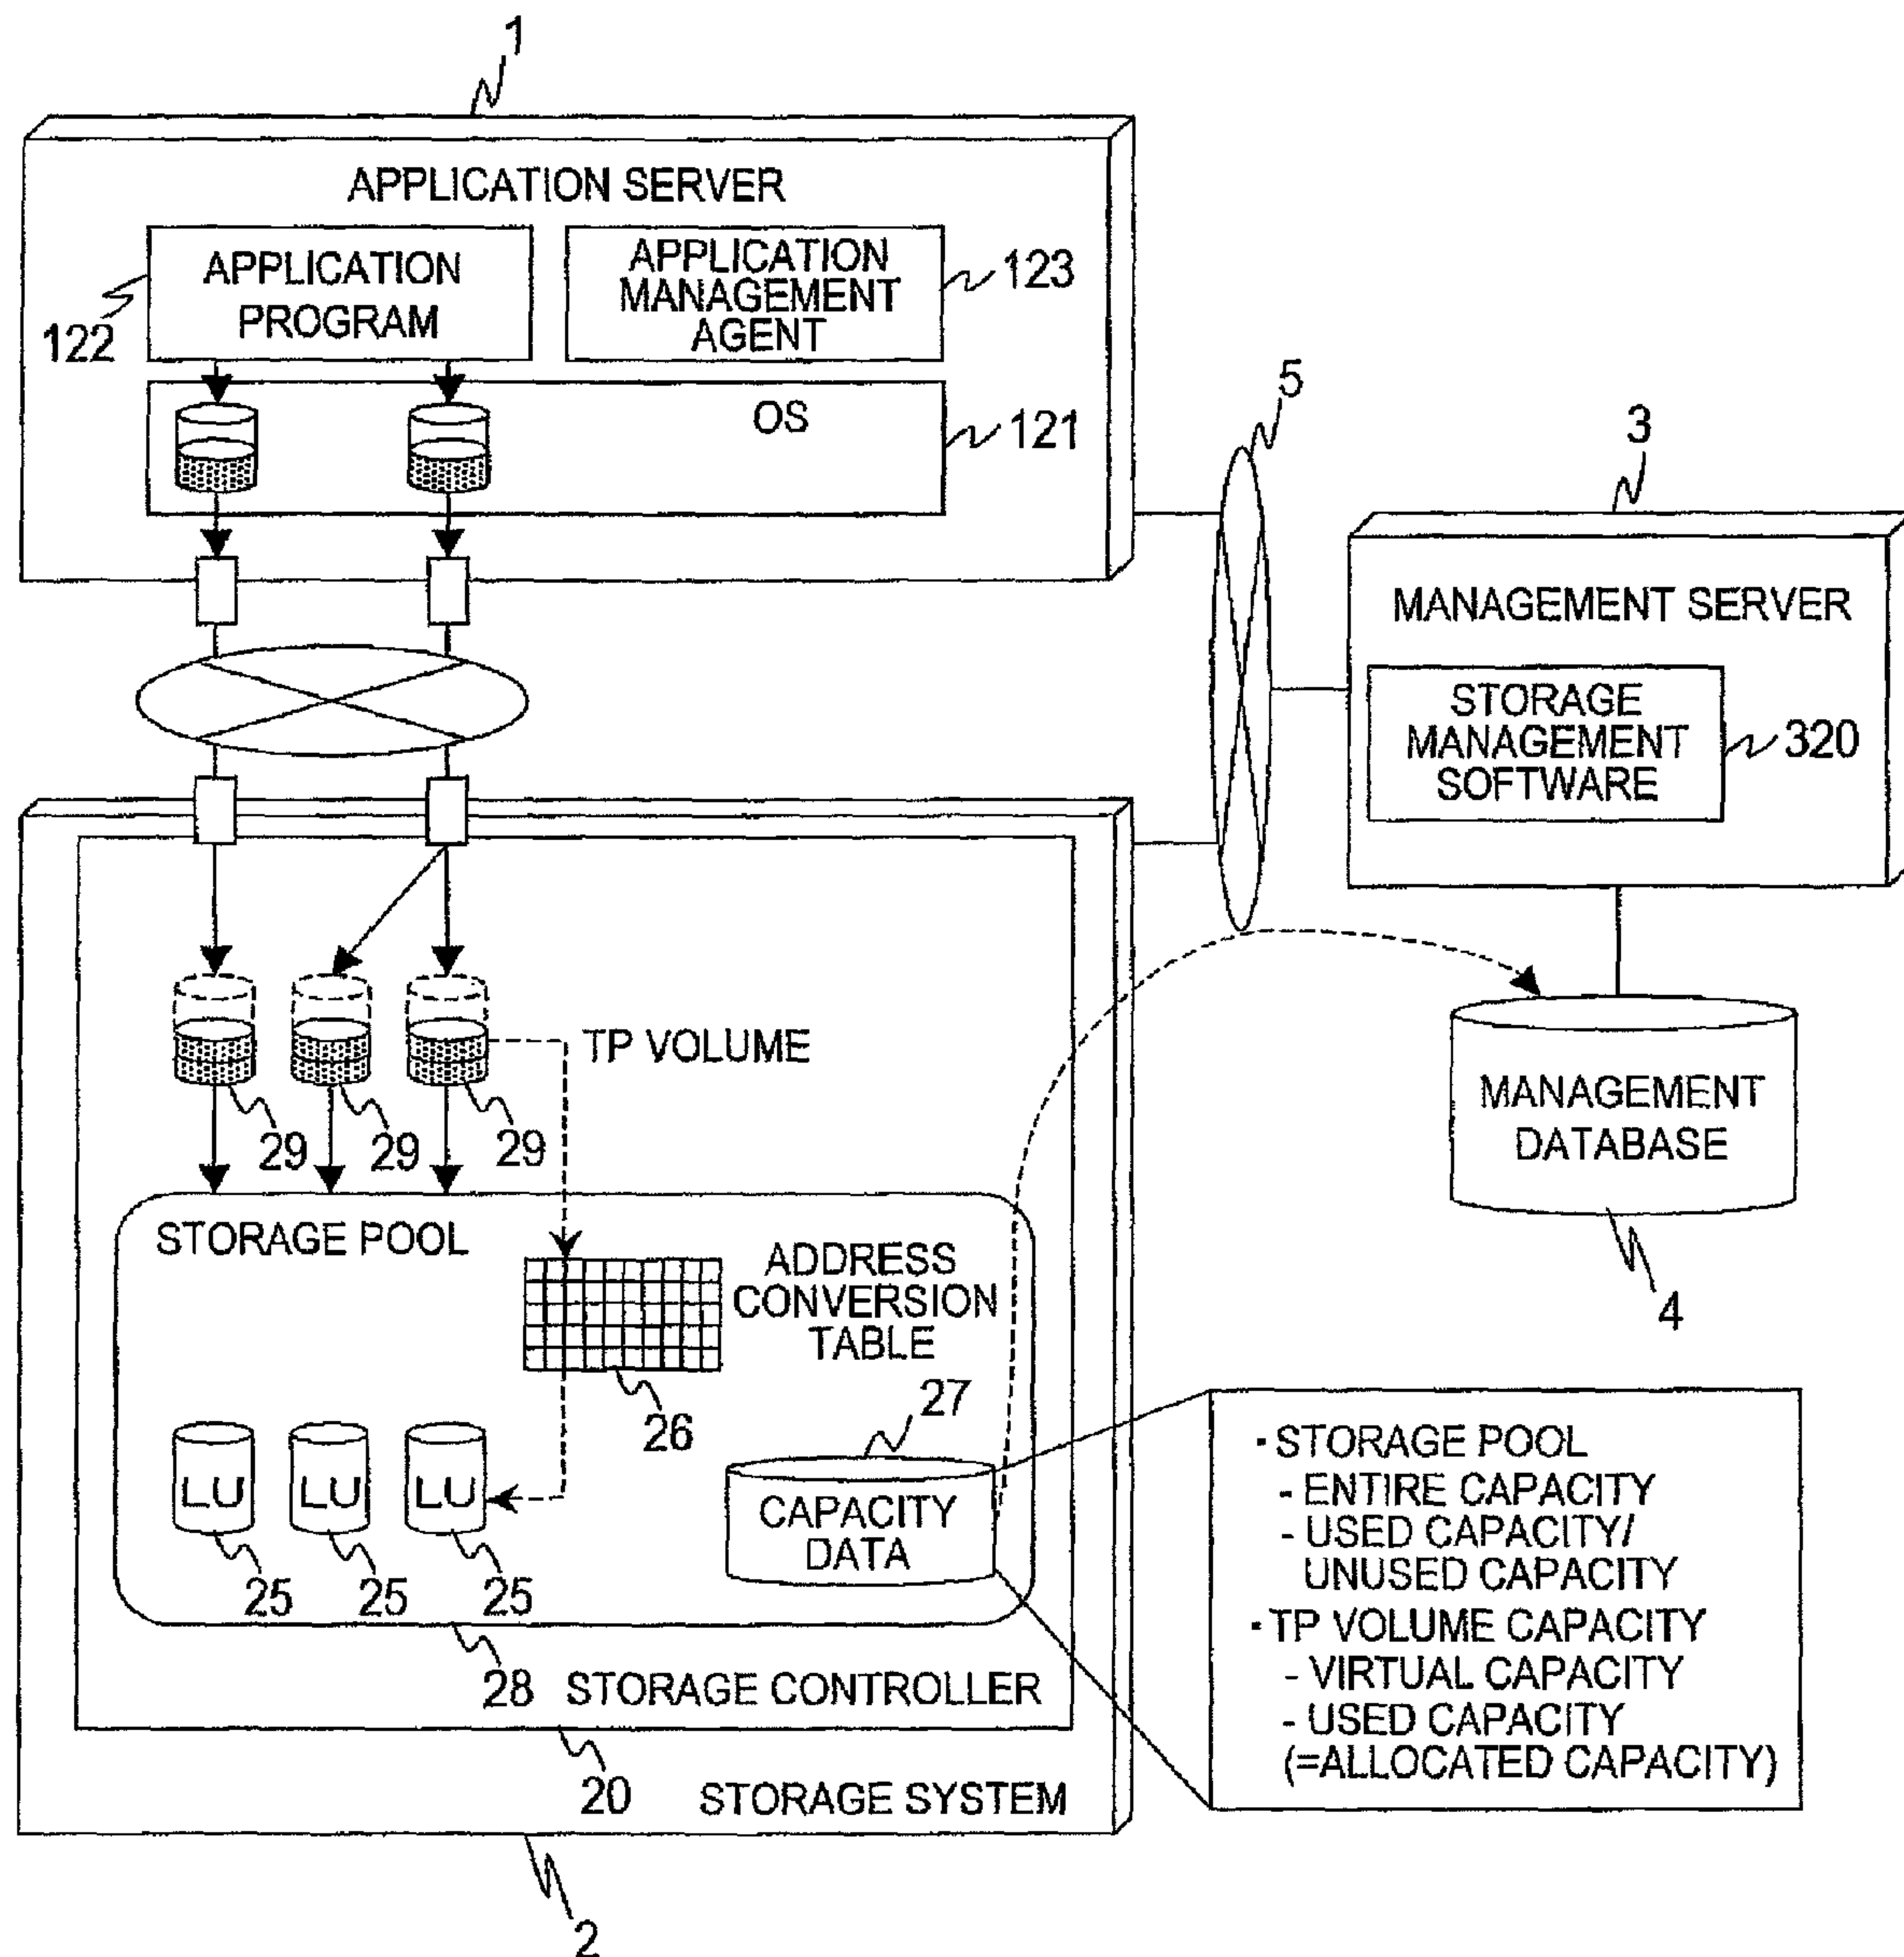 1
APPLICATION SERVER
APPLICATION
PROGRAM
122
APPLICATION
MANAGEMENT
AGENT
123
OS
121
5
3
MANAGEMENT SERVER
STORAGE
MANAGEMENT
SOFTWARE
320
TP VOLUME
29
29
29
MANAGEMENT
DATABASE
4
STORAGE POOL
ADDRESS
CONVERSION
TABLE
26
27
LU
LU
LU
25
25
25
CAPACITY
DATA
28
STORAGE CONTROLLER
20
STORAGE SYSTEM
2
· STORAGE POOL
- ENTIRE CAPACITY
- USED CAPACITY/
UNUSED CAPACITY
· TP VOLUME CAPACITY
- VIRTUAL CAPACITY
- USED CAPACITY
(=ALLOCATED CAPACITY)